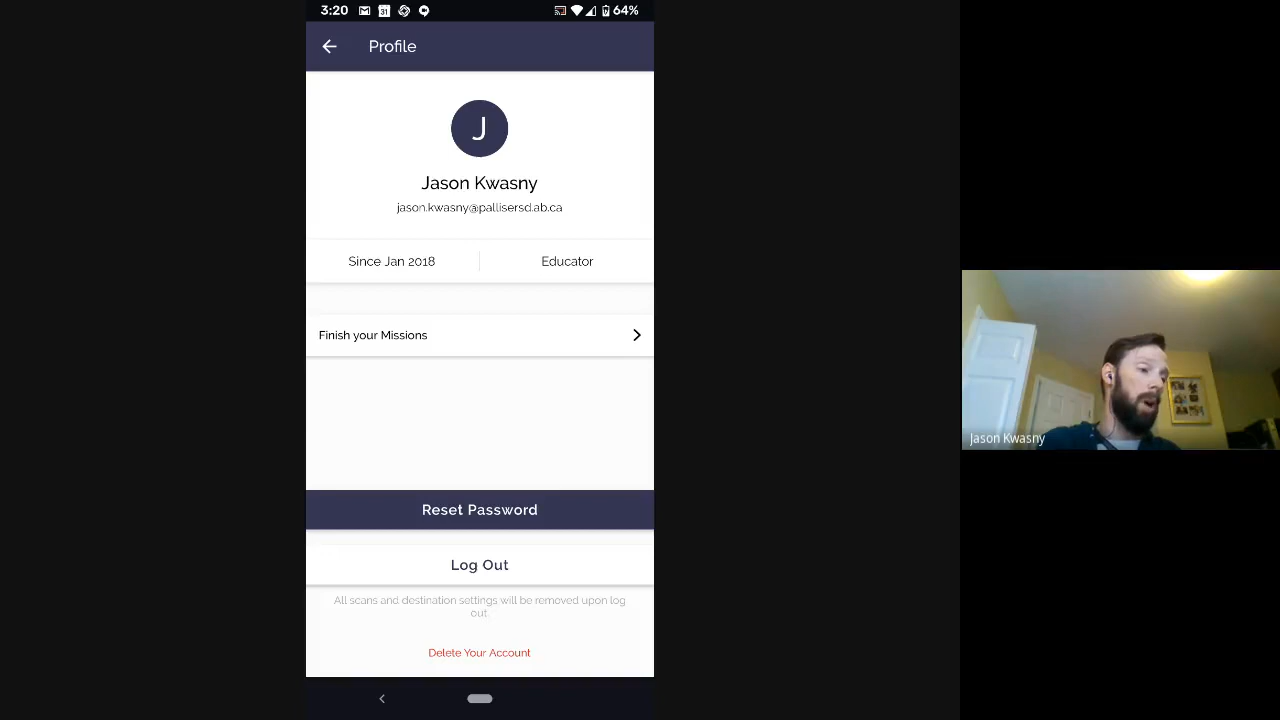 3:20
31
64%
Profile
J
Jason Kwasny
jason.kwasny@pallisersd.ab.ca
Since Jan 2018
Educator
Finish your Missions
Reset Password
Log Out
All scans and destination settings will be removed upon log
out.
Delete Your Account
Jason Kwasny